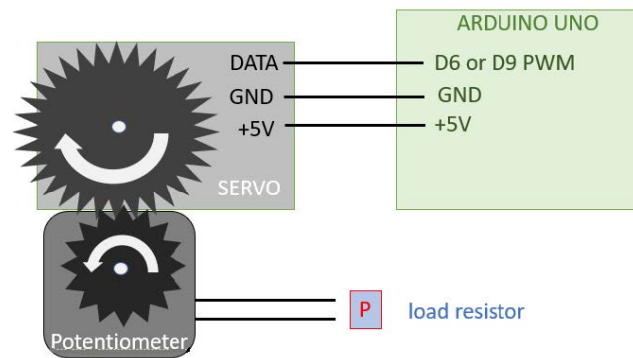 ARDUINO UNO
DATA
D6 or D9 PWM
GND
GND
+5V
+5V
SERVO
P
load resistor
Potentiometer